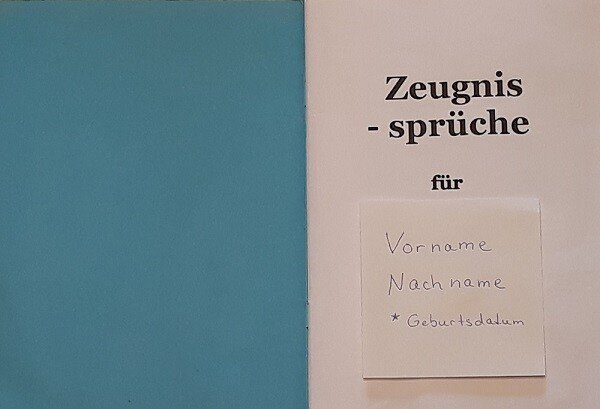 Zeugnis
- sprüche
für
Vorname
Nachname
* Geburtsdatum